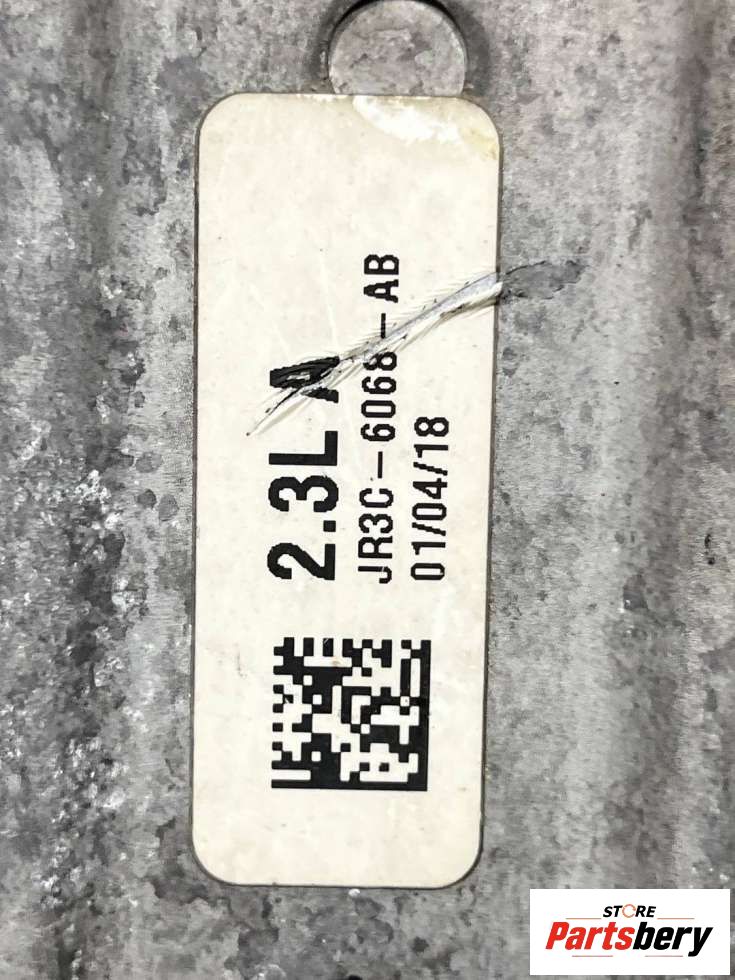 2.3L A
JR3C-6068-AB
01/04/18
STORE
Partsbery